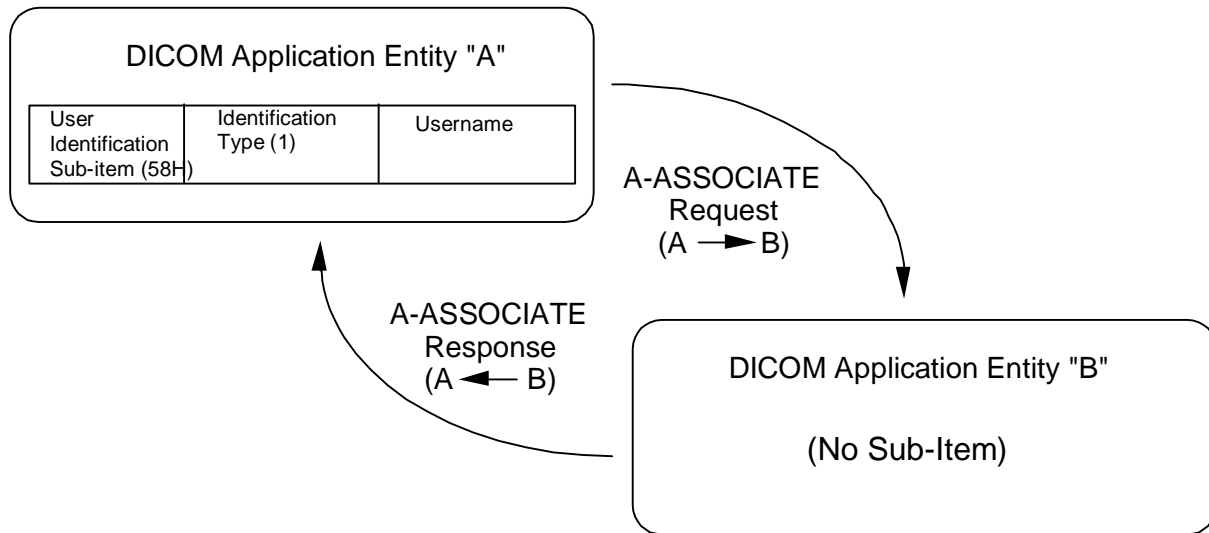 DICOM Application Entity "A"
User
Identification
Sub-item (58H)
Identification
Type (1)
Username
A-ASSOCIATE
Request
(A B)
A-ASSOCIATE
Response
(A B)
DICOM Application Entity "B"
(No Sub-Item)